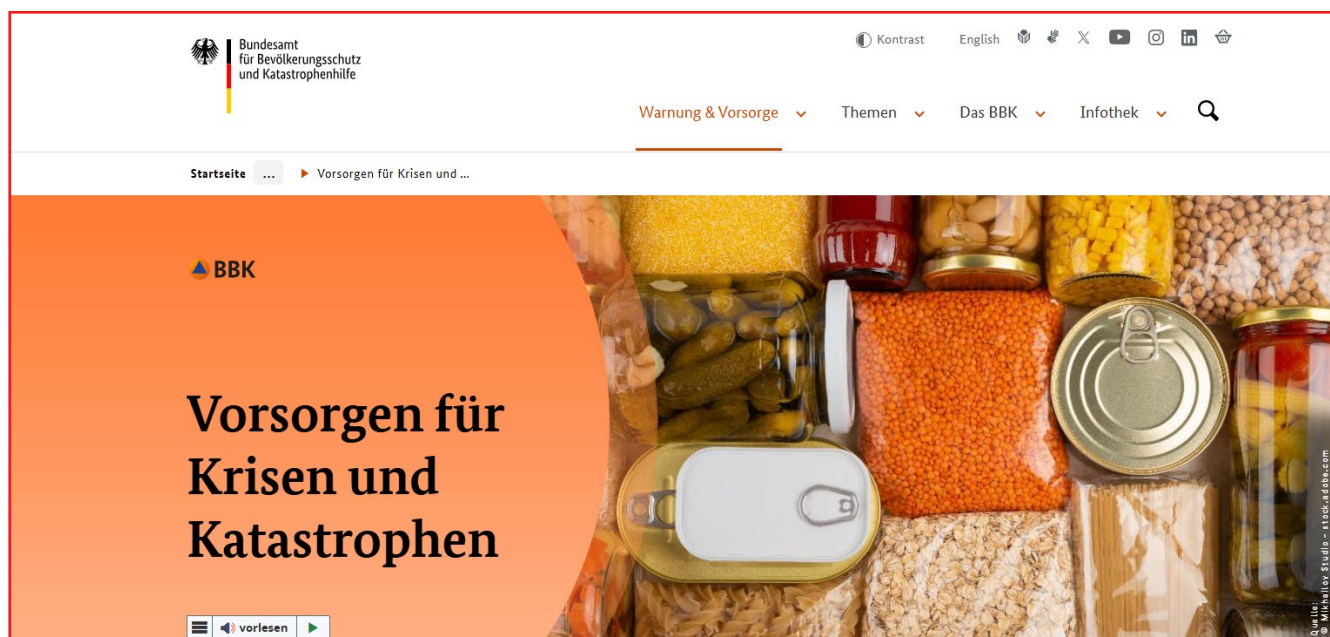 Bundesamt
für Bevölkerungsschutz
und Katastrophenhilfe
Kontrast English
Warnung & Vorsorge Themen Das BBK Infothek
Startseite ... Vorsorgen für Krisen und ...
BBK
Vorsorgen für
Krisen und
Katastrophen
vorlesen
Quelle:
© Mikhailov Studio – stock.adobe.com